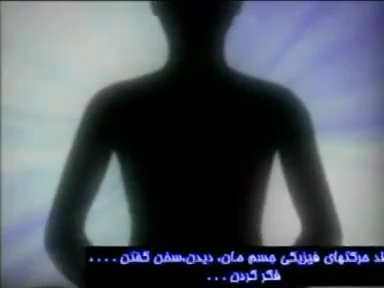 حرکتهای فیزیکی جسم مان، دیدن،سخن گفتن ....
فکر کردن...